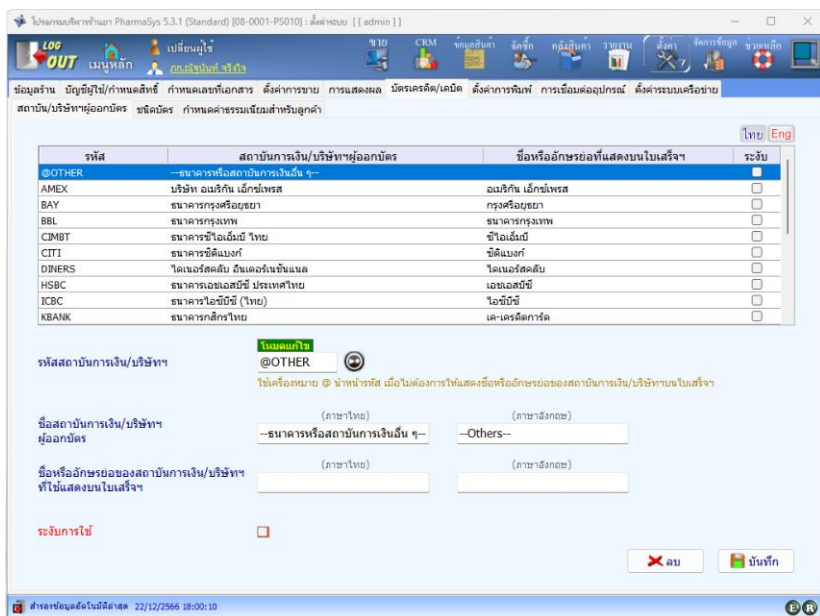 โปรแกรมบริหารร้านยา PharmaSys 5.3.1 (Standard) [08-0001-PS010] : ตั้งค่าระบบ [ [ admin ] ]
LOG OUT เมนูหลัก เปลี่ยนผู้ใช้ ขาย CRM ข้อมูลสินค้า จัดซื้อ คลังสินค้า รายงาน ตั้งค่า จัดการข้อมูล ช่วยเหลือ
ข้อมูลร้าน บัญชีผู้ใช้/กำหนดสิทธิ์ กำหนดเลขที่เอกสาร ตั้งค่าการขาย การแสดงผล บัตรเครดิต/เดบิต ตั้งค่าการพิมพ์ การเชื่อมต่ออุปกรณ์ ตั้งค่าระบบเครือข่าย
สถาบัน/บริษัทฯผู้ออกบัตร ชนิดบัตร กำหนดค่าธรรมเนียมสำหรับลูกค้า
ไทย Eng
รหัส สถาบันการเงิน/บริษัทฯผู้ออกบัตร ชื่อหรืออักษรย่อที่แสดงบนใบเสร็จฯ ระงับ
@OTHER --ธนาคารหรือสถาบันการเงินอื่น ๆ--
AMEX บริษัท อเมริกัน เอ็กซ์เพรส อเมริกัน เอ็กซ์เพรส
BAY ธนาคารกรุงศรีอยุธยา กรุงศรีอยุธยา
BBL ธนาคารกรุงเทพ ธนาคารกรุงเทพ
CIMBT ธนาคารซีไอเอ็มบี ไทย ซีไอเอ็มบี
CITI ธนาคารซิตีแบงก์ ซิตีแบงก์
DINERS ไดเนอร์สคลับ อินเตอร์เนชั่นแนล ไดเนอร์สคลับ
HSBC ธนาคารเอชเอสบีซี ประเทศไทย เอชเอสบีซี
ICBC ธนาคารไอซีบีซี (ไทย) ไอซีบีซี
KBANK ธนาคารกสิกรไทย เค-เครดิตการ์ด
โหมดแก้ไข
รหัสสถาบันการเงิน/บริษัทฯ @OTHER
ใช้เครื่องหมาย @ นำหน้ารหัส เมื่อไม่ต้องการให้แสดงชื่อหรืออักษรย่อของสถาบันการเงิน/บริษัทฯบนใบเสร็จฯ
(ภาษาไทย) (ภาษาอังกฤษ)
ชื่อสถาบันการเงิน/บริษัทฯ
ผู้ออกบัตร --ธนาคารหรือสถาบันการเงินอื่น ๆ-- --Others--
(ภาษาไทย) (ภาษาอังกฤษ)
ชื่อหรืออักษรย่อของสถาบันการเงิน/บริษัทฯ
ที่ใช้แสดงบนใบเสร็จฯ
ระงับการใช้
ลบ บันทึก
สำรองข้อมูลอัตโนมัติล่าสุด 22/12/2566 18:00:10 E R